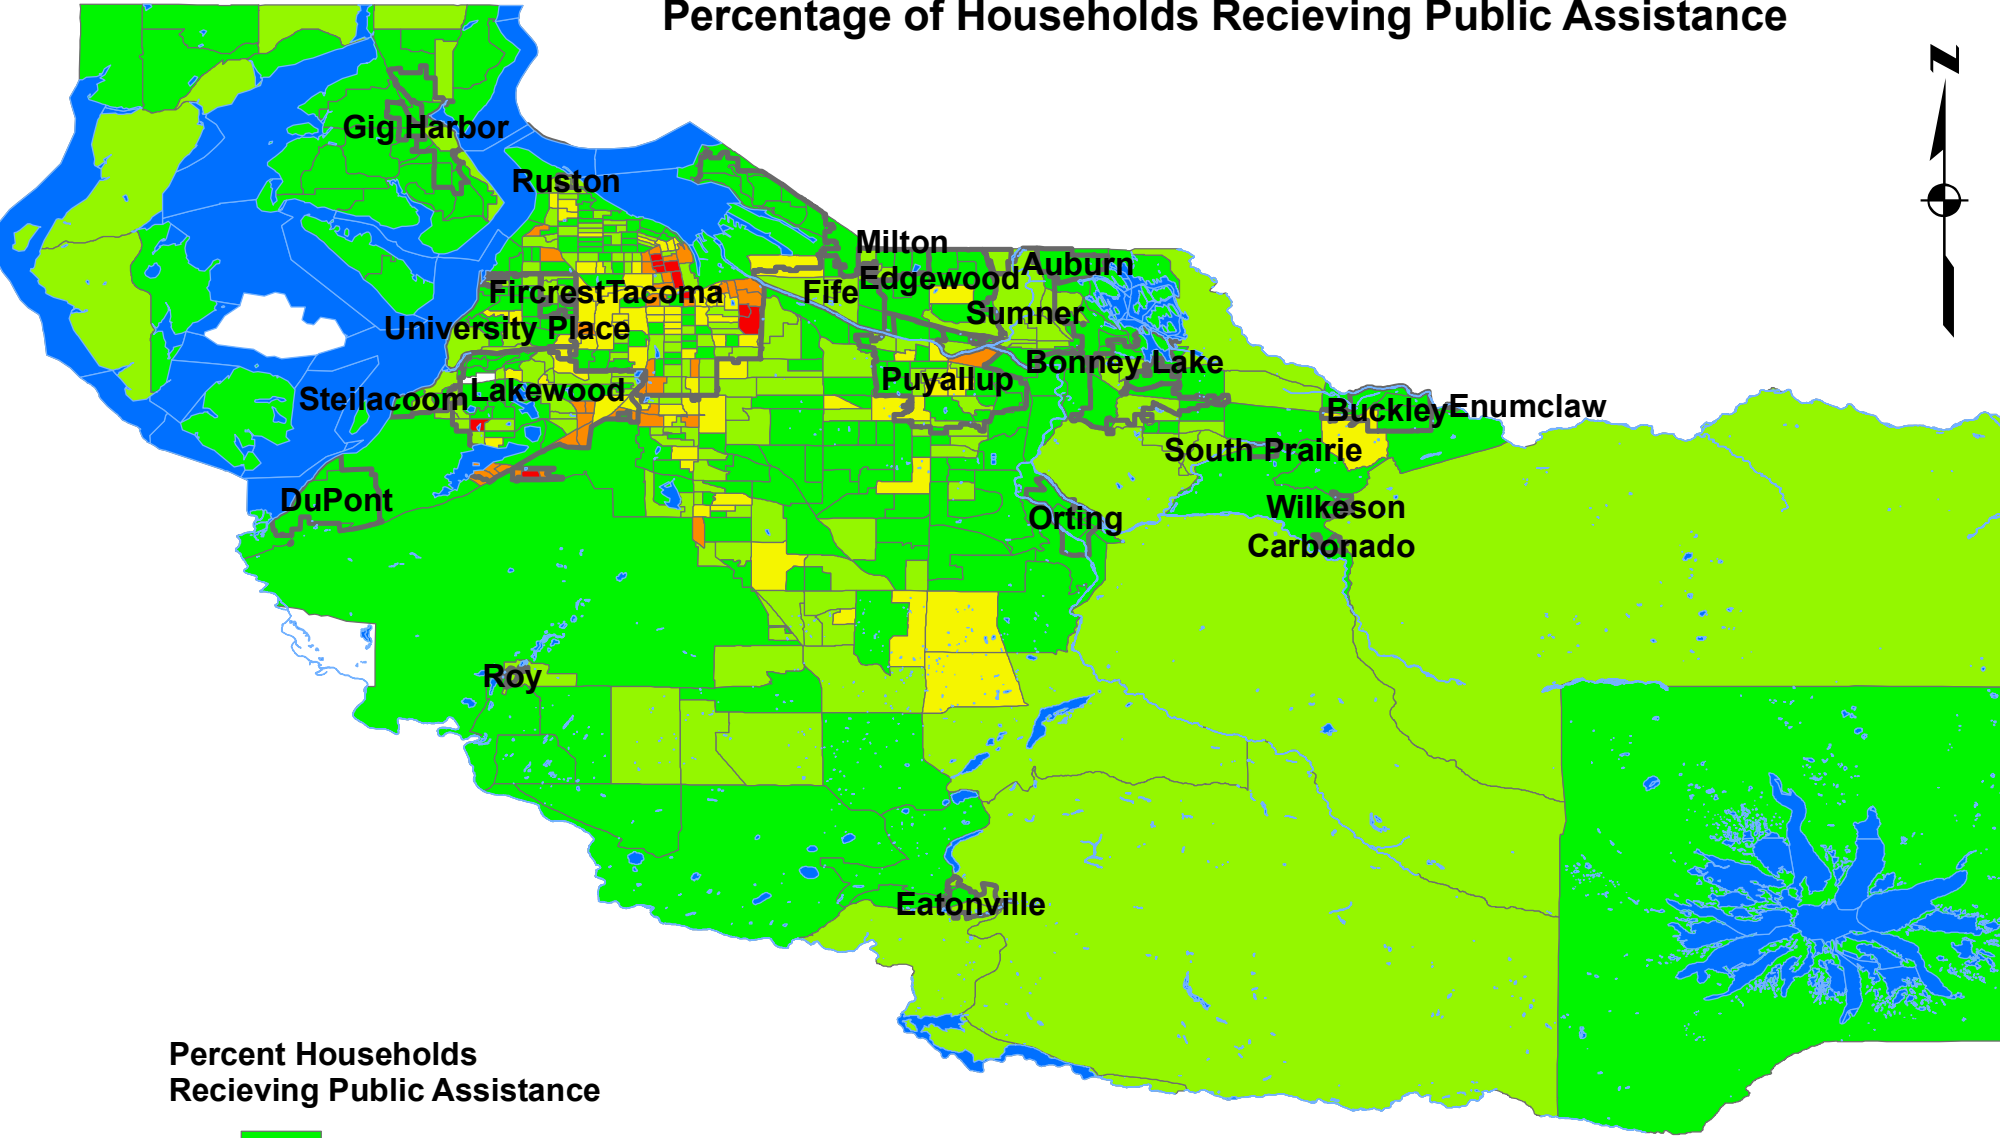 Percentage of Households Recieving Public Assistance
N
Gig Harbor
Ruston
Milton
Edgewood
Auburn
Fircrest
Tacoma
Fife
Sumner
University Place
Bonney Lake
Puyallup
Steilacoom
Lakewood
Buckley
Enumclaw
South Prairie
DuPont
Wilkeson
Orting
Carbonado
Roy
Eatonville
Percent Households
Recieving Public Assistance